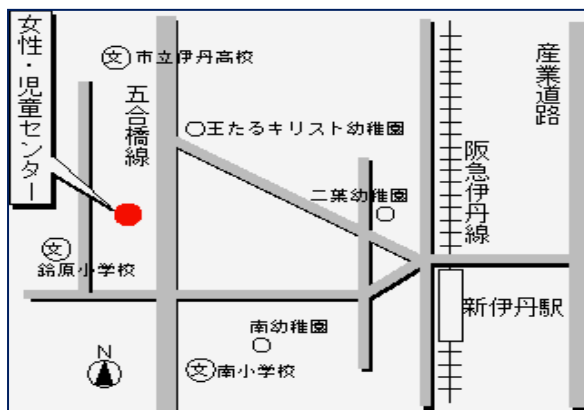 女性・児童センター
文市立伊丹高校
五合橋線
王たるキリスト幼稚園
二葉幼稚園
阪急伊丹線
産業道路
文
鈴原小学校
新伊丹駅
南幼稚園
文南小学校
N